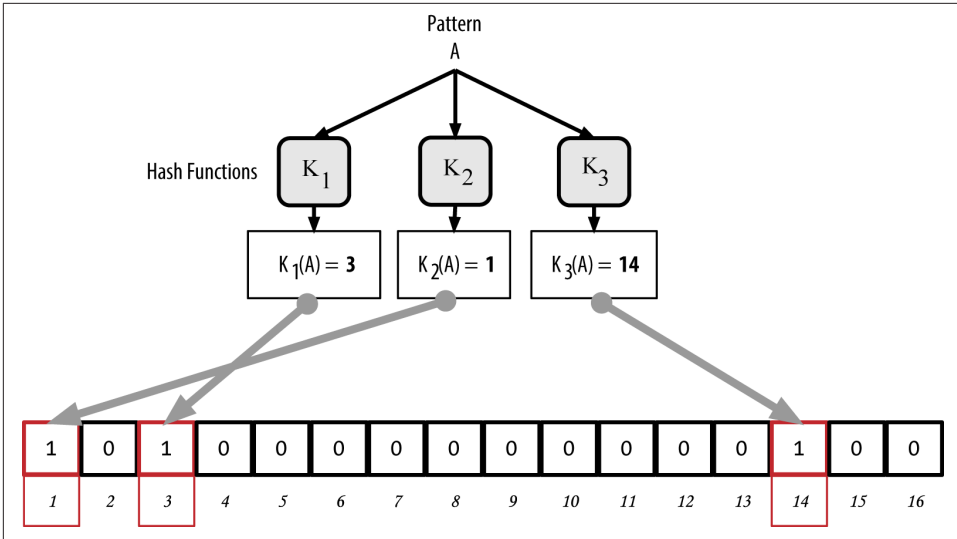 Pattern
A
Hash Functions
K1
K2
K3
K1(A) = 3
K2(A) = 1
K3(A) = 14
1 0 1 0 0 0 0 0 0 0 0 0 0 1 0 0
1 2 3 4 5 6 7 8 9 10 11 12 13 14 15 16